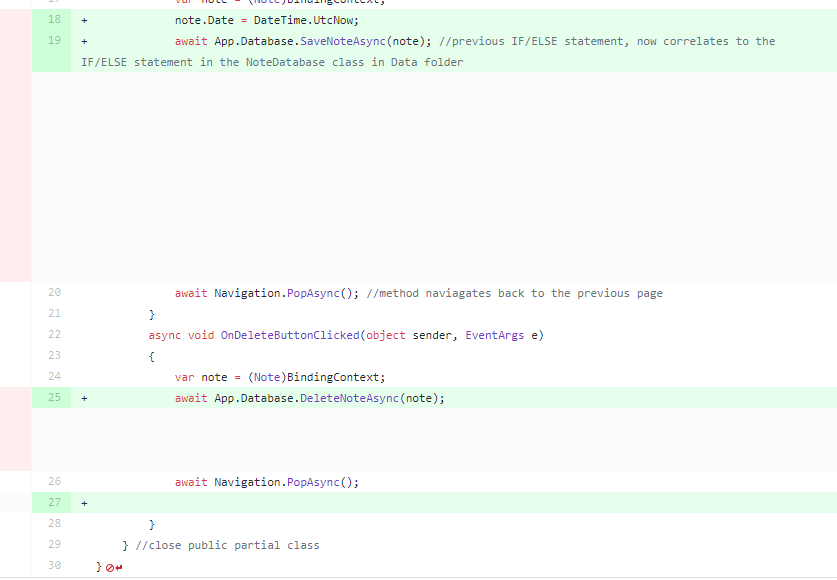 17 var note = (Note)BindingContext;
18 + note.Date = DateTime.UtcNow;
19 + await App.Database.SaveNoteAsync(note); //previous IF/ELSE statement, now correlates to the
IF/ELSE statement in the NoteDatabase class in Data folder
20 await Navigation.PopAsync(); //method naviagates back to the previous page
21 }
22 async void OnDeleteButtonClicked(object sender, EventArgs e)
23 {
24 var note = (Note)BindingContext;
25 + await App.Database.DeleteNoteAsync(note);
26 await Navigation.PopAsync();
27 +
28 }
29 } //close public partial class
30 }